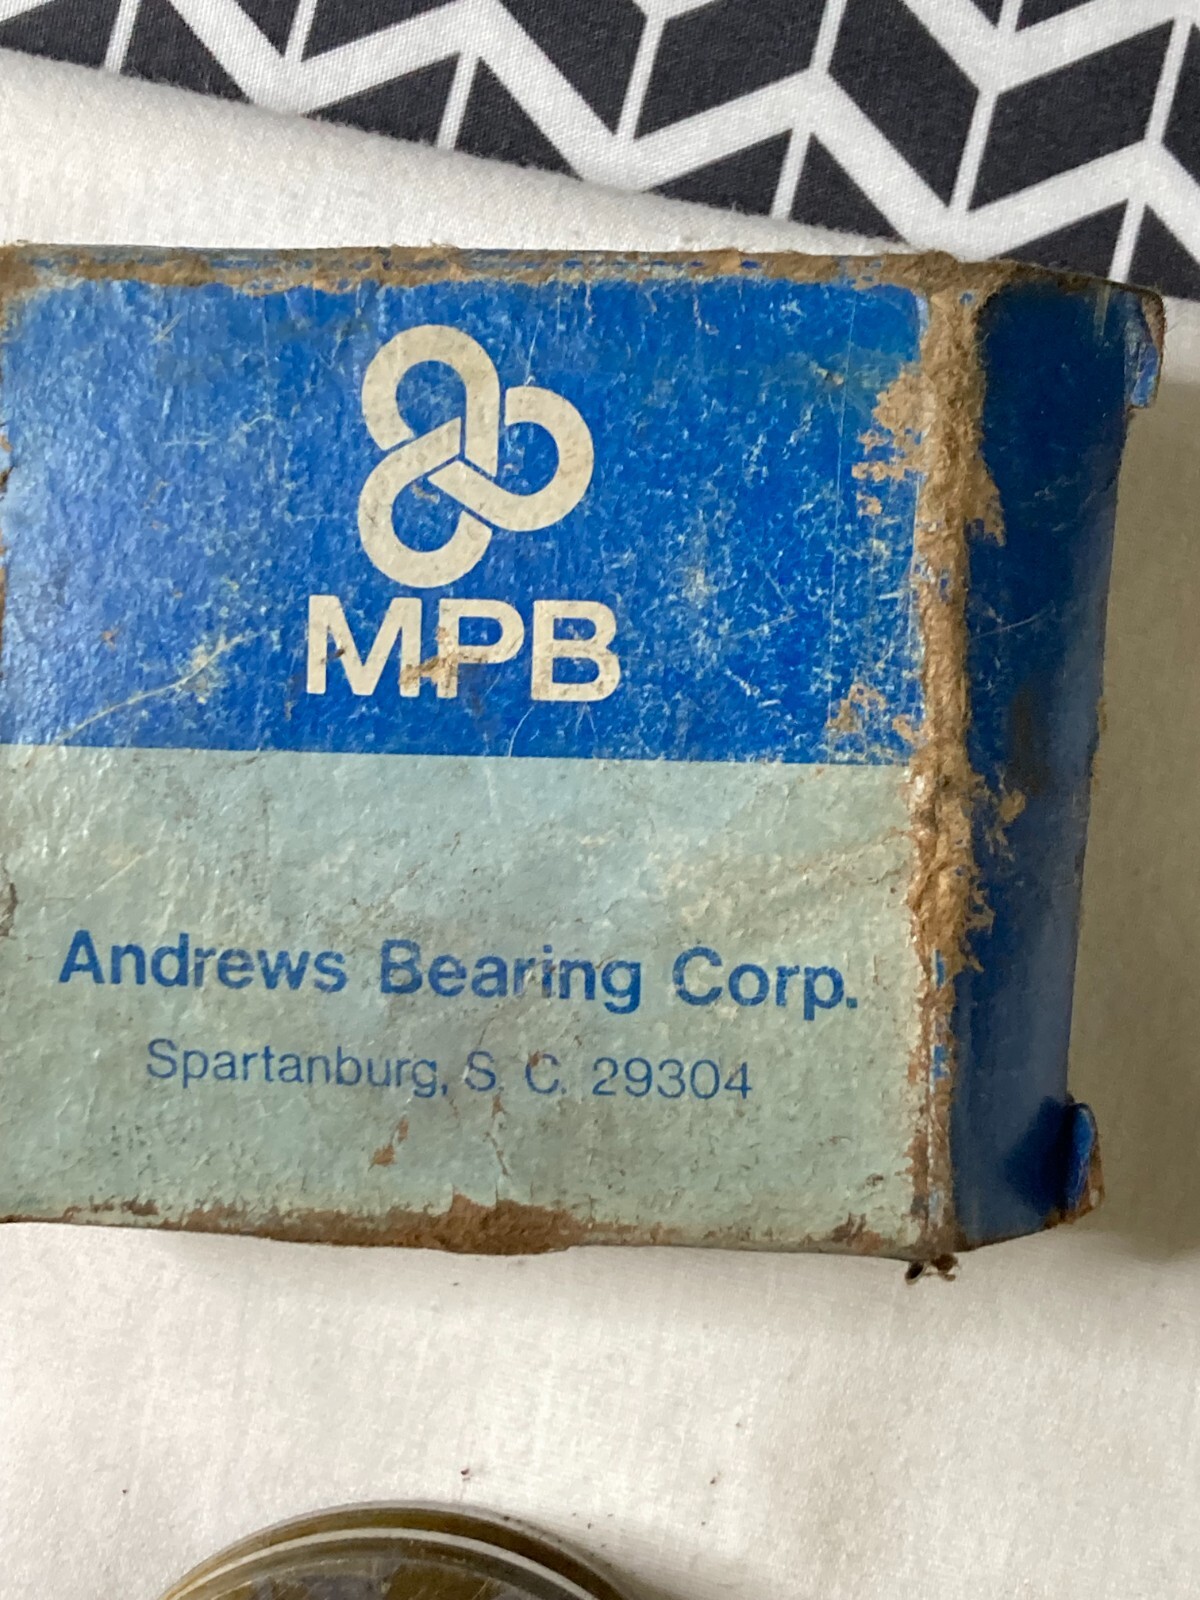 MPB
Andrews Bearing Corp.
Spartanburg, S. C. 29304